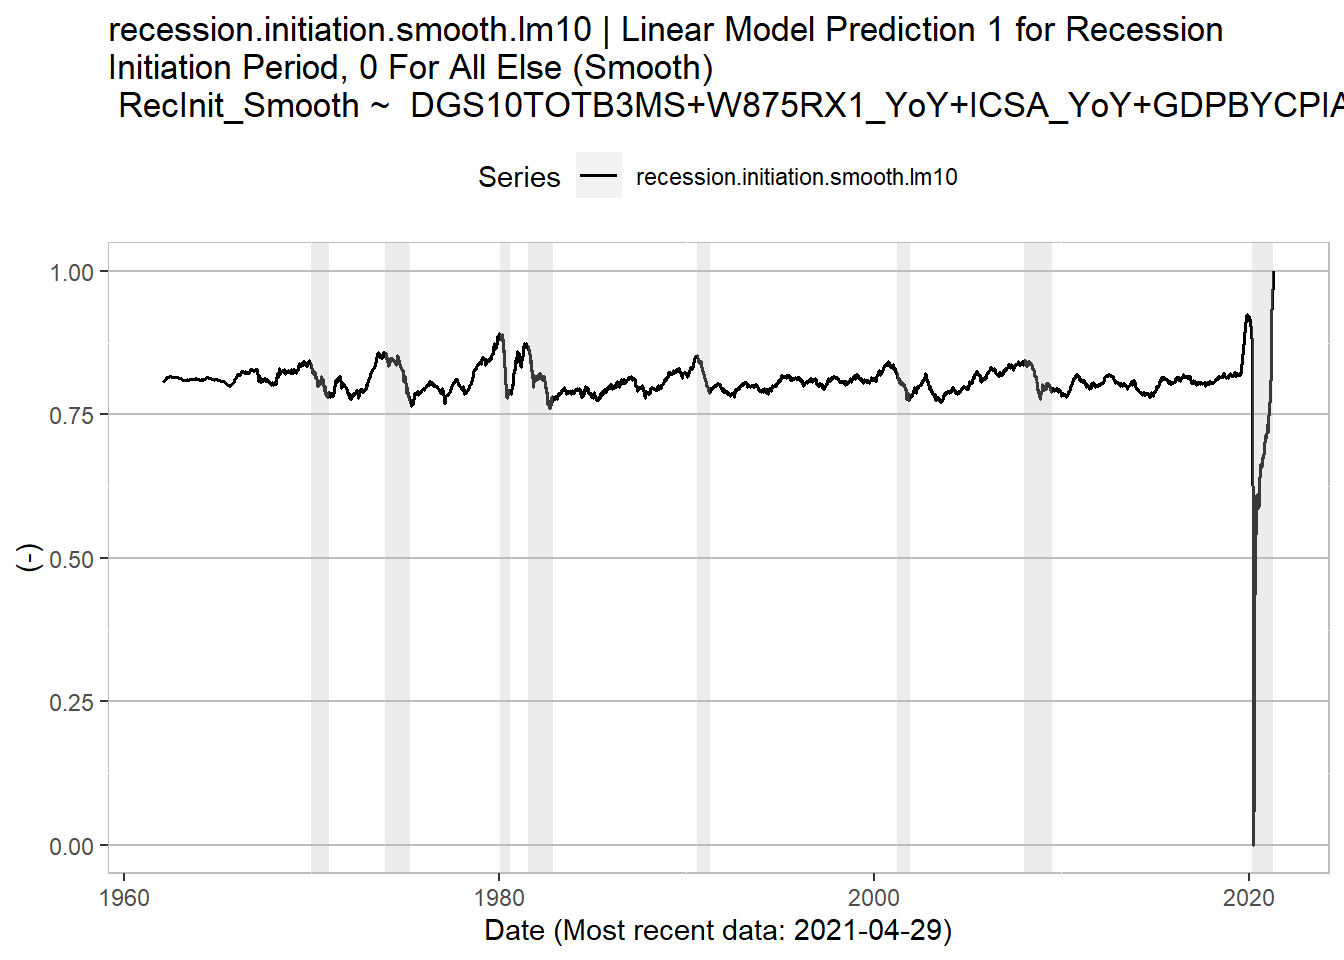 recession.initiation.smooth.lm10 | Linear Model Prediction 1 for Recession
Initiation Period, 0 For All Else (Smooth)
RecInit_Smooth ~ DGS10TOTB3MS+W875RX1_YoY+ICSA_YoY+GDPBYCPIA
Series recession.initiation.smooth.lm10
1.00
0.75
0.50
0.25
0.00
(-)
1960 1980 2000 2020
Date (Most recent data: 2021-04-29)